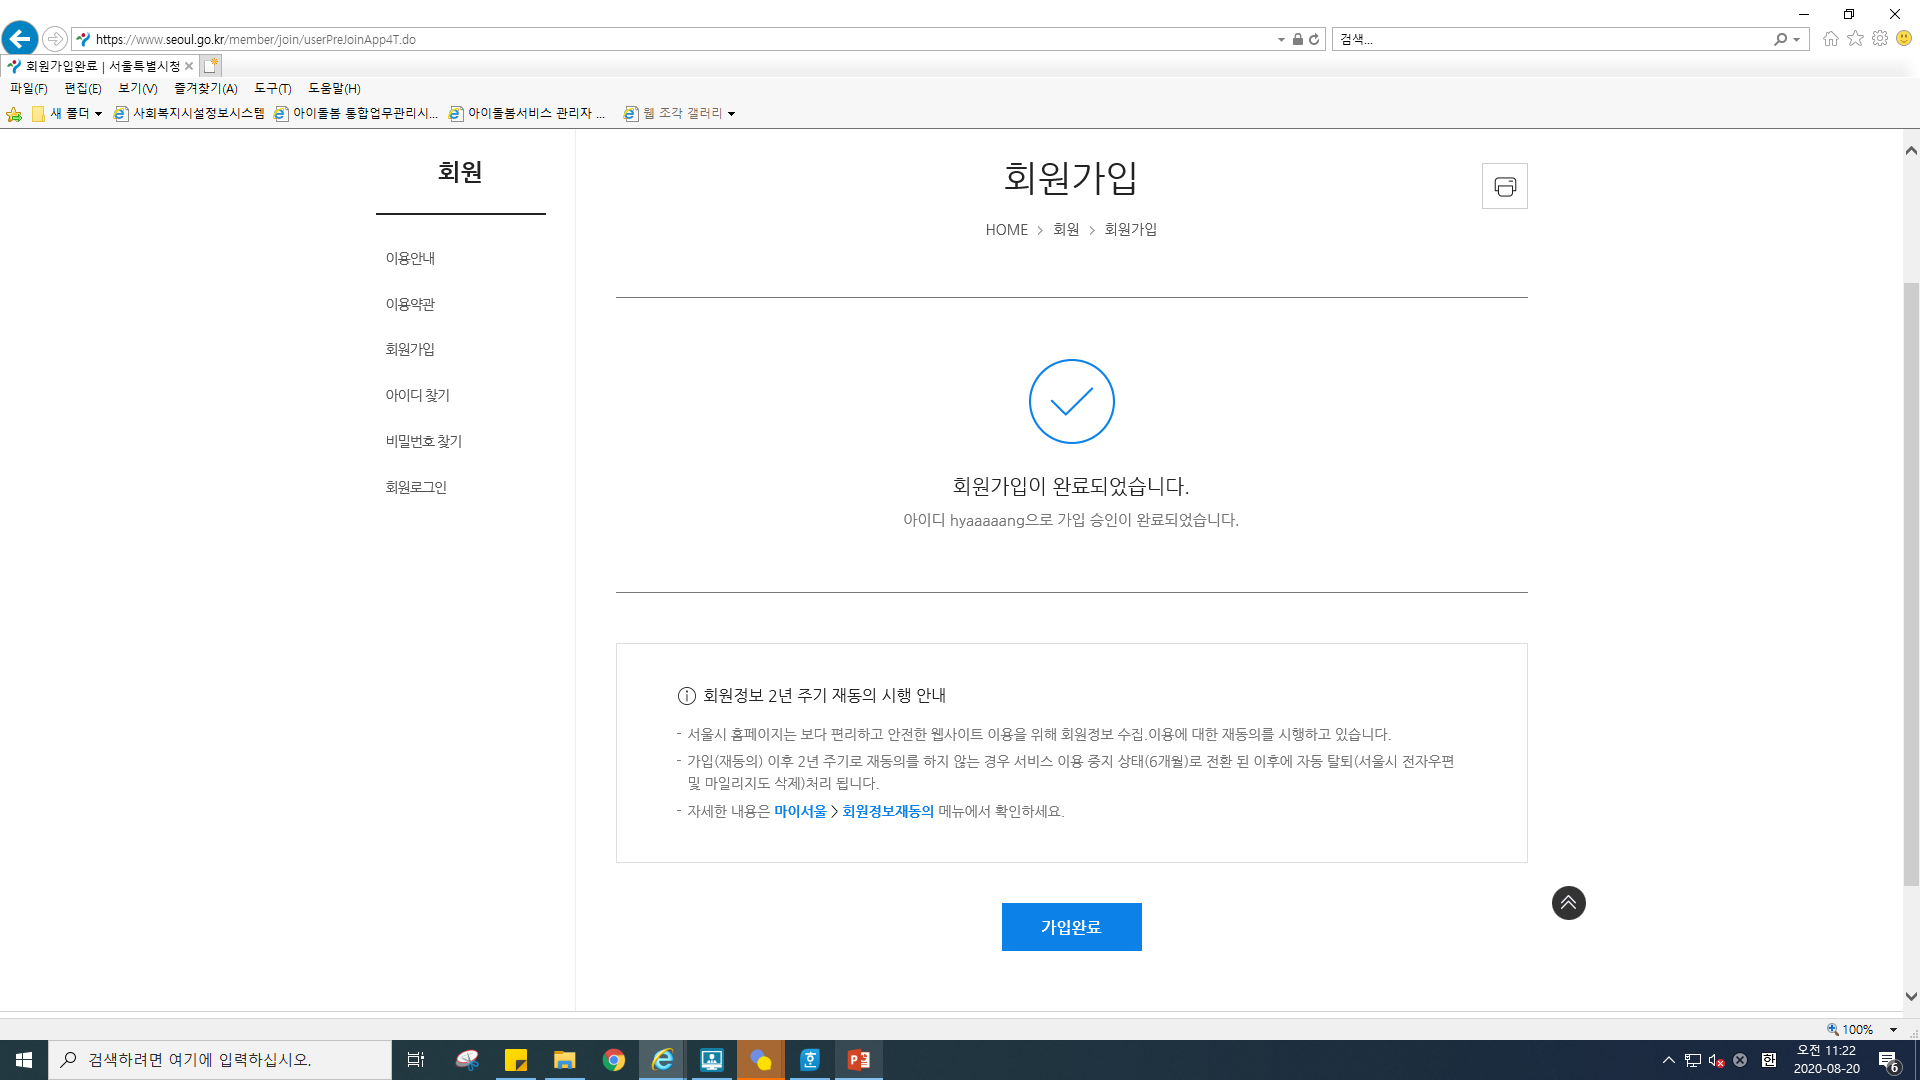 https://www.seoul.go.kr/member/join/userPreJoinApp4T.do
검색...
회원가입완료 | 서울특별시청
파일(F) 편집(E) 보기(V) 즐겨찾기(A) 도구(T) 도움말(H)
새 폴더 사회복지시설정보시스템 아이돌봄 통합업무관리시... 아이돌봄서비스 관리자 ... 웹 조각 갤러리
회원
이용안내
이용약관
회원가입
아이디 찾기
비밀번호 찾기
회원로그인
회원가입
HOME > 회원 > 회원가입
회원가입이 완료되었습니다.
아이디 hyaaaaang으로 가입 승인이 완료되었습니다.
회원정보 2년 주기 재동의 시행 안내
- 서울시 홈페이지는 보다 편리하고 안전한 웹사이트 이용을 위해 회원정보 수집.이용에 대한 재동의를 시행하고 있습니다.
- 가입(재동의) 이후 2년 주기로 재동의를 하지 않는 경우 서비스 이용 중지 상태(6개월)로 전환 된 이후에 자동 탈퇴(서울시 전자우편
및 마일리지도 삭제)처리 됩니다.
- 자세한 내용은 마이서울 > 회원정보재동의 메뉴에서 확인하세요.
가입완료
100%
검색하려면 여기에 입력하십시오.
호
한
오전 11:22
2020-08-20
6